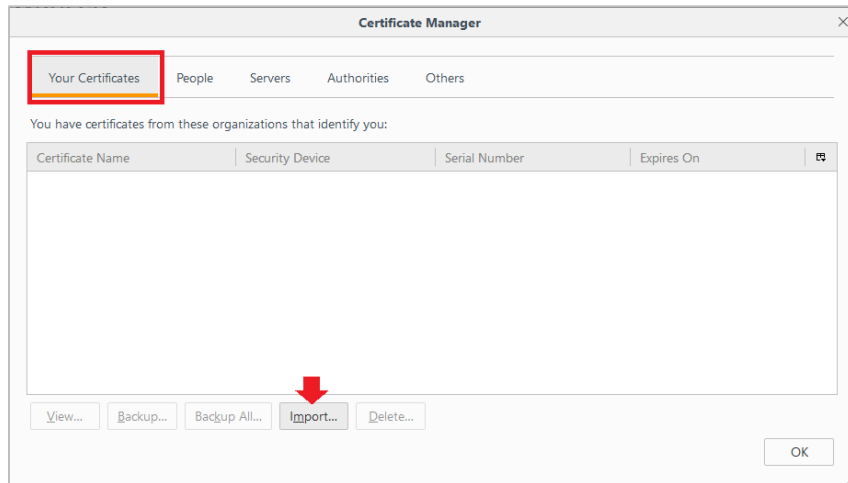 Certificate Manager
Your Certificates People Servers Authorities Others
You have certificates from these organizations that identify you:
Certificate Name Security Device Serial Number Expires On
View... Backup... Backup All... Import... Delete...
OK